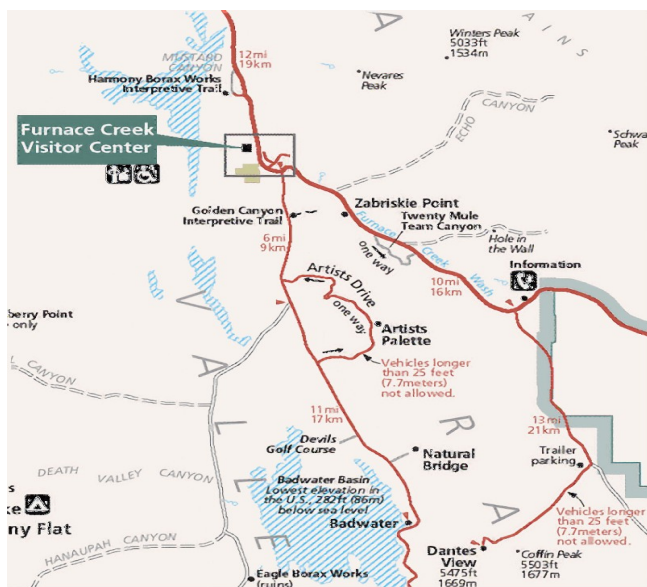 AINS
Winters Peak
5033ft
1534m
12mi
19km
MUSTARD
CANYON
Harmony Borax Works
Interpretive Trail
Nevares
Peak
CANYON
ECHO
Furnace Creek
Visitor Center
Schwa
Peak
Golden Canyon
Interpretive Trail
Zabriskie Point
Twenty Mule
Team Canyon
Furnace
Creek
Wash
one way
Hole in
the Wall
6mi
9km
10mi
16km
Information
Artists Drive
one way
berry Point
only
Artists
Palette
Vehicles longer
than 25 feet
(7.7meters)
not allowed.
CANYON
VALLE
R
A
11mi
17km
13mi
21km
Devils
Golf Course
Natural
Bridge
Trailer
parking
DEATH VALLEY CANYON
Badwater Basin
Lowest elevation in
the U.S., 282ft (86m)
below sea level
Badwater
s
ke
ny Flat
Vehicles longer
than 25 feet
(7.7meters)
not allowed.
HANAUPAH CANYON
Dantes
View
5475ft
1669m
Coffin Peak
5503ft
1677m
Eagle Borax Works
(ruins)